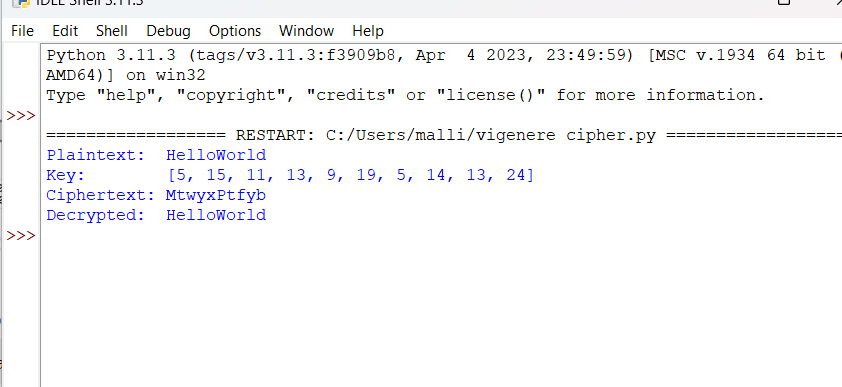 IDLE Shell 3.11.3
File Edit Shell Debug Options Window Help
Python 3.11.3 (tags/v3.11.3:f3909b8, Apr  4 2023, 23:49:59) [MSC v.1934 64 bit (
AMD64)] on win32
Type "help", "copyright", "credits" or "license()" for more information.
>>>
================== RESTART: C:/Users/malli/vigenere cipher.py ==================
Plaintext:  HelloWorld
Key:        [5, 15, 11, 13, 9, 19, 5, 14, 13, 24]
Ciphertext: MtwyxPtfyb
Decrypted:  HelloWorld
>>>